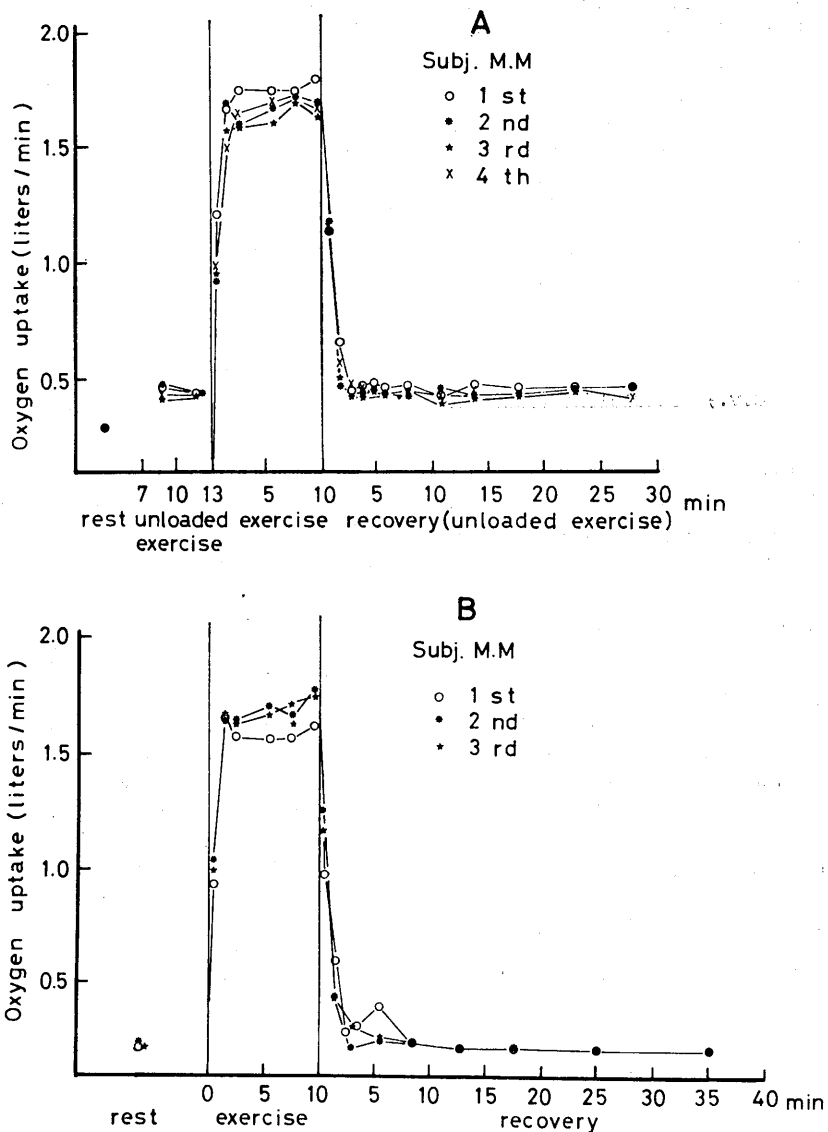 A
Subj. M.M
1 st
2 nd
3 rd
4 th
Oxygen uptake (liters/min)
2.0
1.5
1.0
0.5
7 10 13 5 10 5 10 15 20 25 30 min
rest unloaded exercise recovery (unloaded exercise)
exercise
B
Subj. M.M
1 st
2 nd
3 rd
Oxygen uptake (liters/min)
2.0
1.5
1.0
0.5
0 5 10 5 10 15 20 25 30 35 40 min
rest exercise recovery